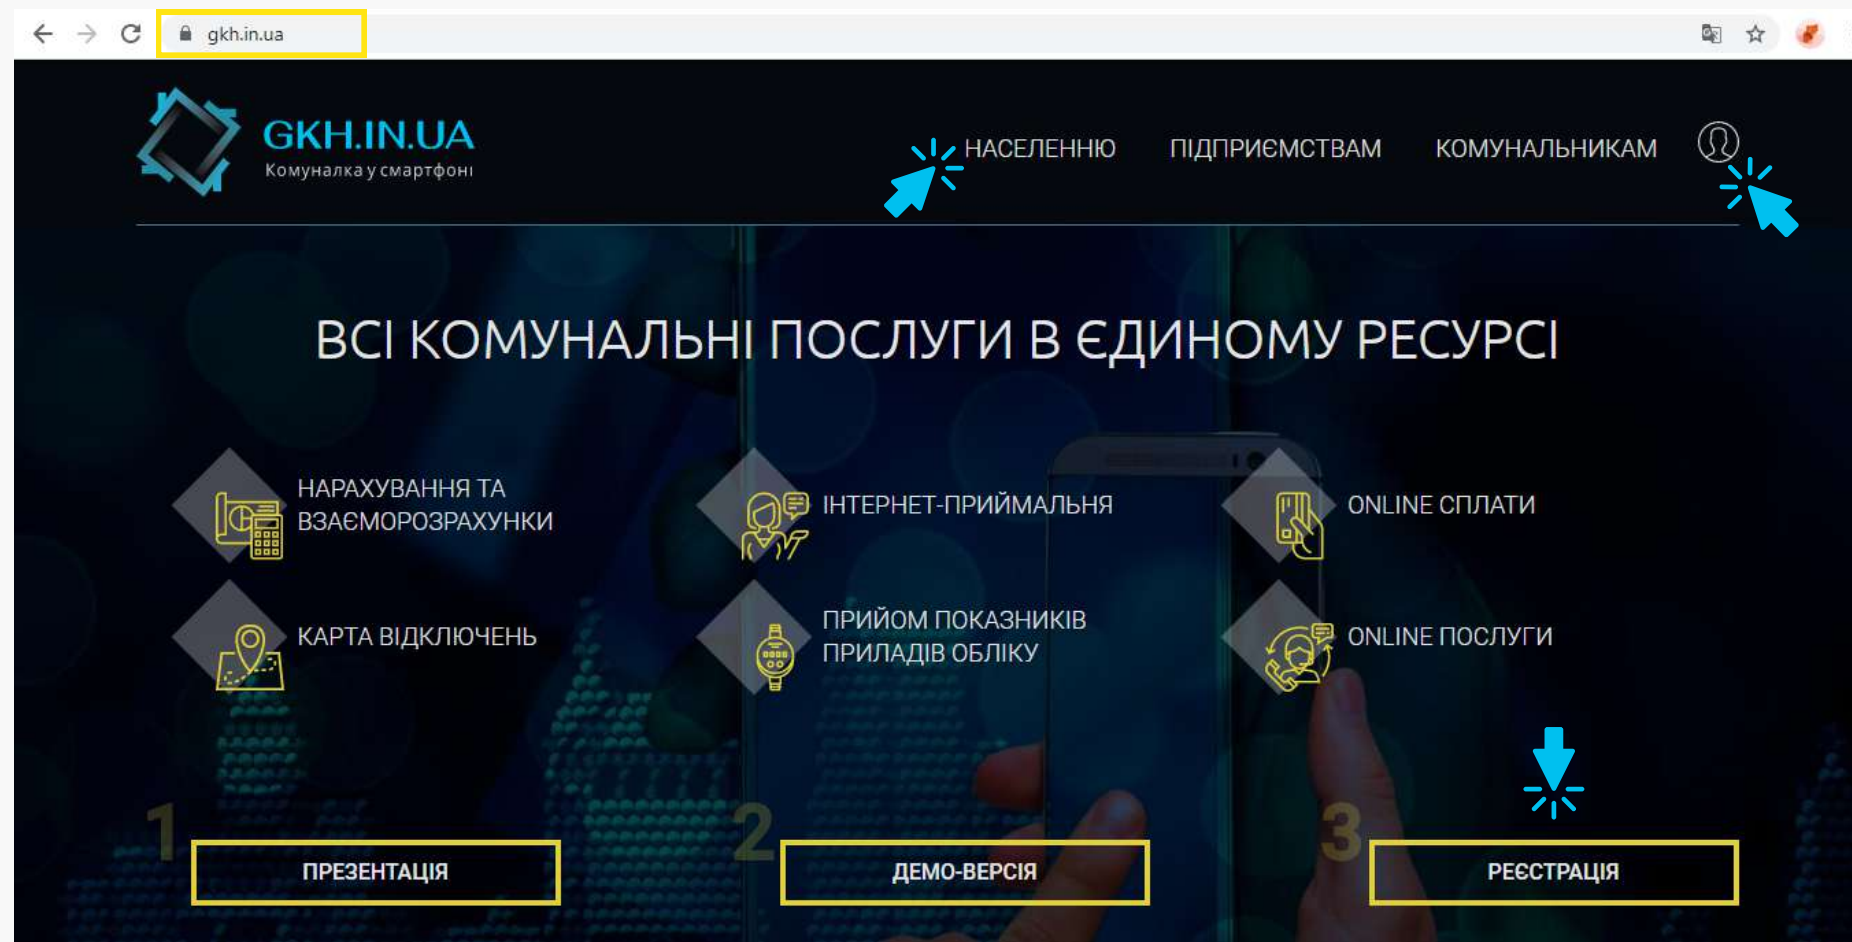 gkh.in.ua
GKH.IN.UA
Комуналка у смартфоні
НАСЕЛЕННЮ
ПІДПРИЄМСТВАМ
КОМУНАЛЬНИКАМ
ВСІ КОМУНАЛЬНІ ПОСЛУГИ В ЄДИНОМУ РЕСУРСІ
НАРАХУВАННЯ ТА
ВЗАЄМОРОЗРАХУНКИ
ІНТЕРНЕТ-ПРИЙМАЛЬНЯ
ONLINE СПЛАТИ
КАРТА ВІДКЛЮЧЕНЬ
ПРИЙОМ ПОКАЗНИКІВ
ПРИЛАДІВ ОБЛІКУ
ONLINE ПОСЛУГИ
1
ПРЕЗЕНТАЦІЯ
2
ДЕМО-ВЕРСІЯ
3
РЕЄСТРАЦІЯ